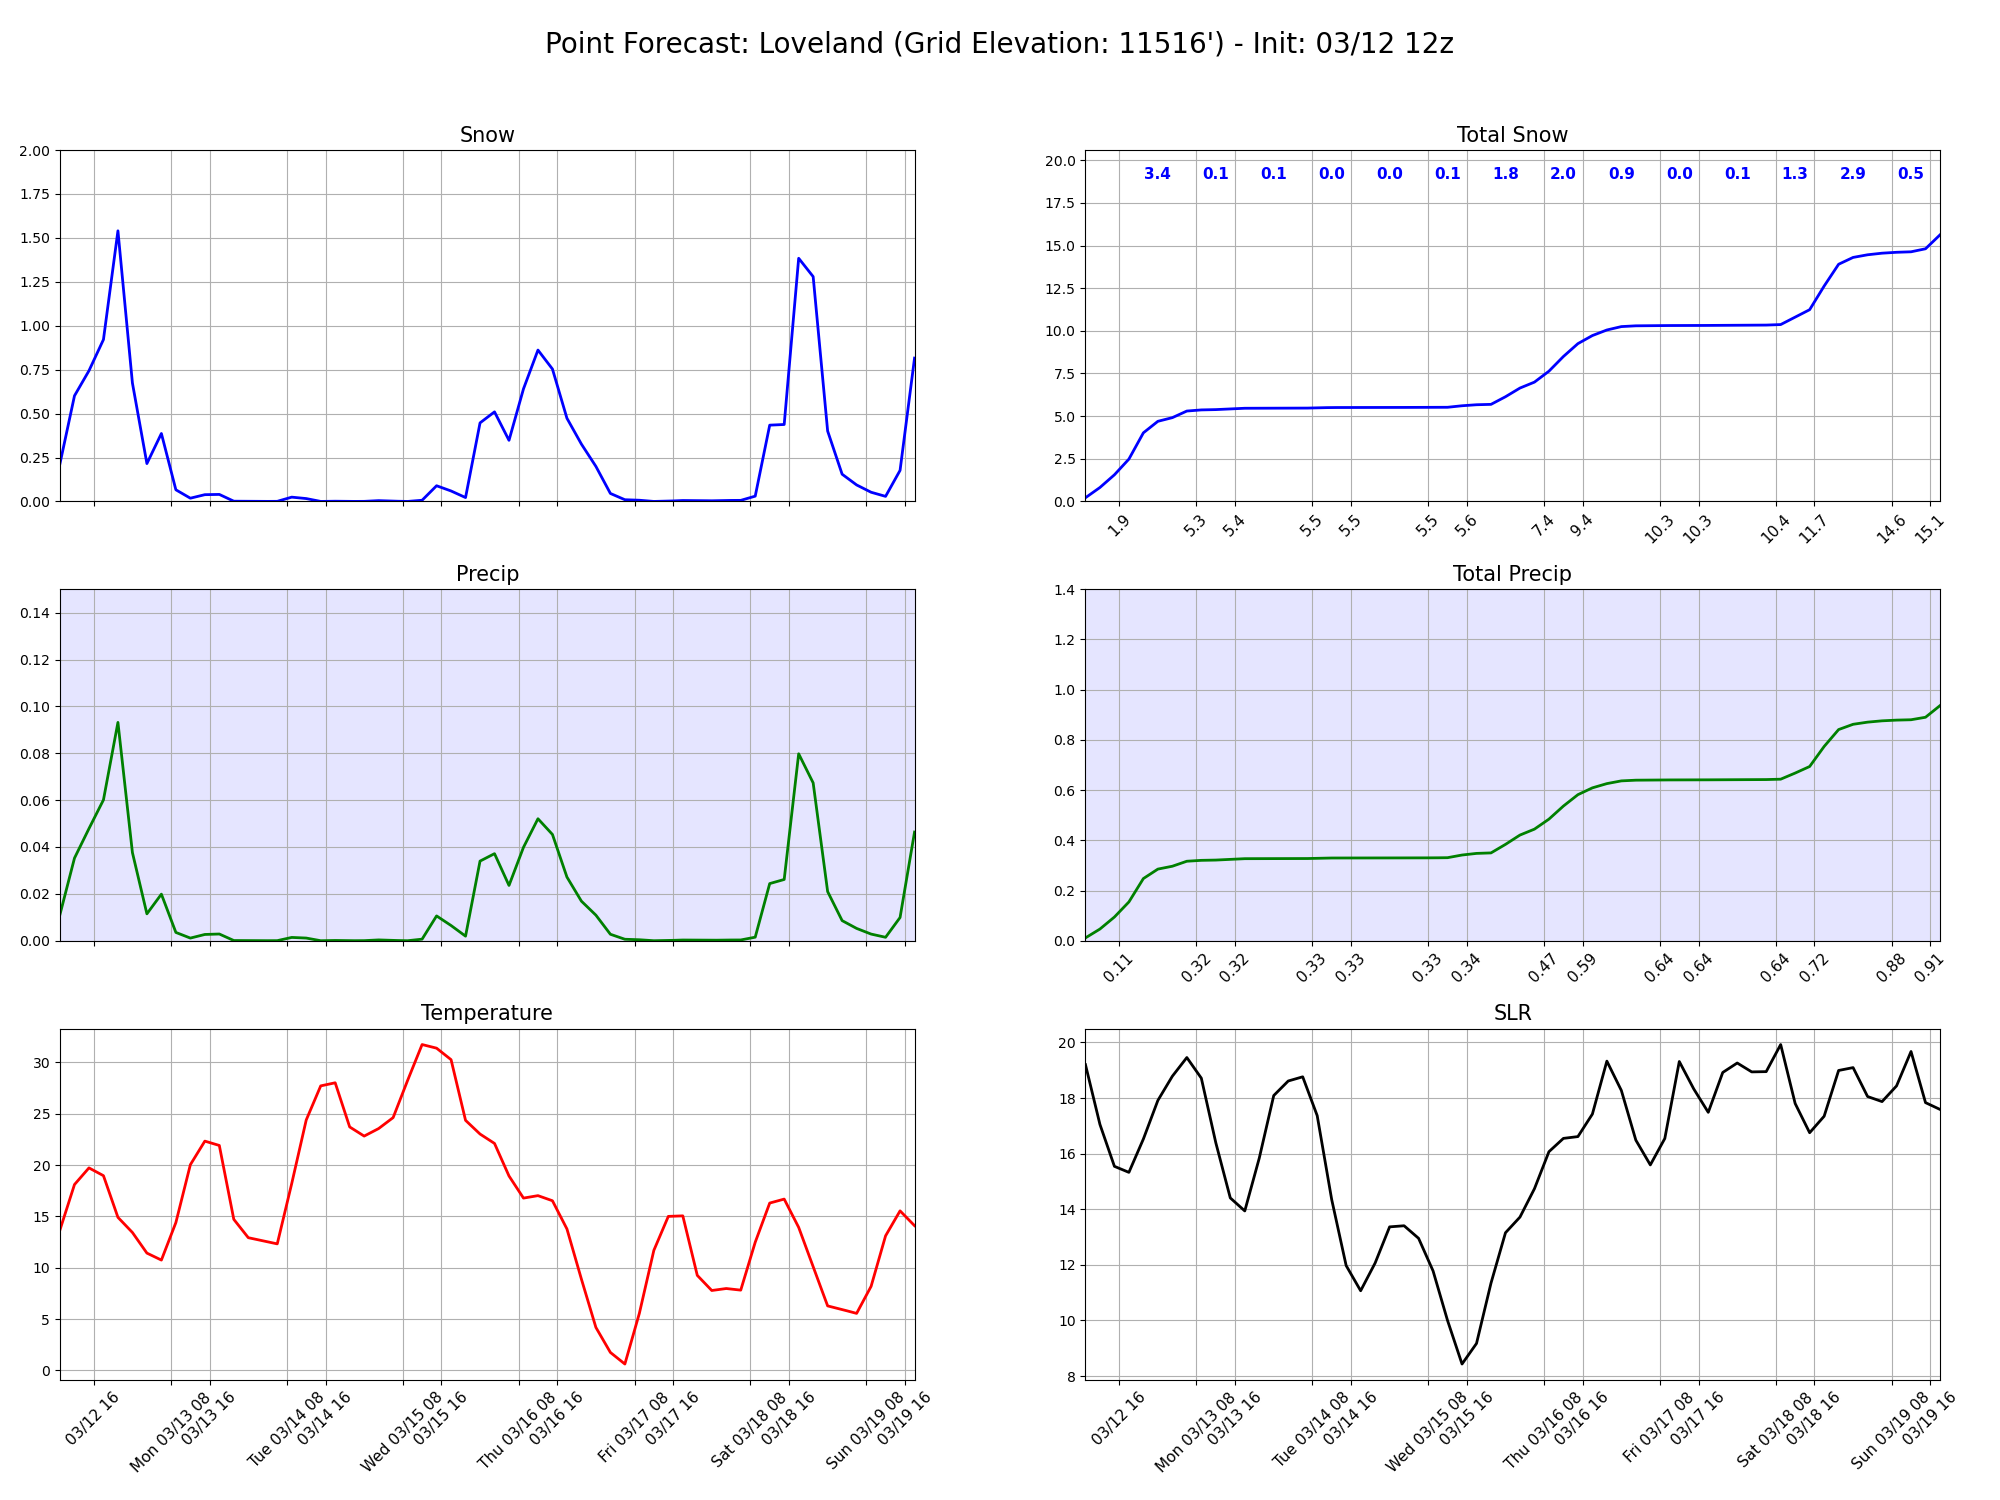 Point Forecast: Loveland (Grid Elevation: 11516') - Init: 03/12 12z
Snow
2.00
1.75
1.50
1.25
1.00
0.75
0.50
0.25
0.00
Total Snow
20.0
17.5
15.0
12.5
10.0
7.5
5.0
2.5
0.0
3.4 0.1 0.1 0.0 0.0 0.1 1.8 2.0 0.9 0.0 0.1 1.3 2.9 0.5
1.9 5.3 5.4 5.5 5.5 5.5 5.6 7.4 9.4 10.3 10.3 10.4 11.7 14.6 15.1
Precip
0.14
0.12
0.10
0.08
0.06
0.04
0.02
0.00
Total Precip
1.4
1.2
1.0
0.8
0.6
0.4
0.2
0.0
0.11 0.32 0.32 0.33 0.33 0.33 0.34 0.47 0.59 0.64 0.64 0.64 0.72 0.88 0.91
Temperature
30
25
20
15
10
5
0
03/12 16
Mon 03/13 08
03/13 16
Tue 03/14 08
03/14 16
Wed 03/15 08
03/15 16
Thu 03/16 08
03/16 16
Fri 03/17 08
03/17 16
Sat 03/18 08
03/18 16
Sun 03/19 08
03/19 16
SLR
20
18
16
14
12
10
8
03/12 16
Mon 03/13 08
03/13 16
Tue 03/14 08
03/14 16
Wed 03/15 08
03/15 16
Thu 03/16 08
03/16 16
Fri 03/17 08
03/17 16
Sat 03/18 08
03/18 16
Sun 03/19 08
03/19 16